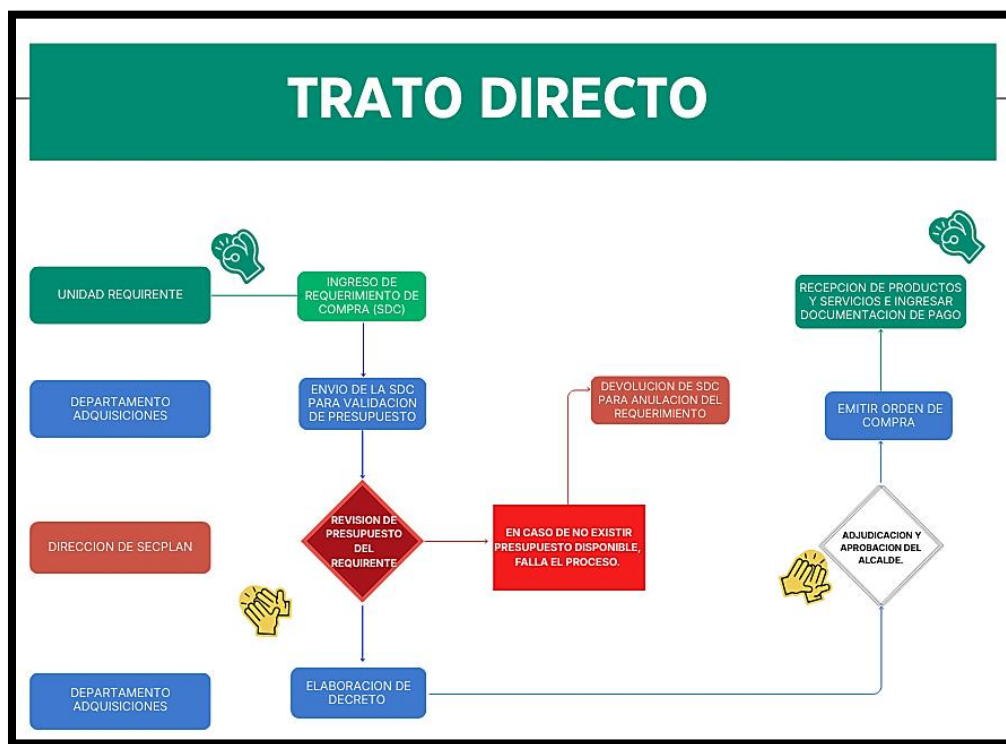 TRATO DIRECTO
UNIDAD REQUIRENTE
INGRESO DE
REQUERIMIENTO DE
COMPRA (SDC)
RECEPCION DE PRODUCTOS
Y SERVICIOS E INGRESAR
DOCUMENTACION DE PAGO
DEPARTAMENTO
ADQUISICIONES
ENVIO DE LA SDC
PARA VALIDACION
DE PRESUPUESTO
DEVOLUCION DE SDC
PARA ANULACION DEL
REQUERIMIENTO
EMITIR ORDEN DE
COMPRA
DIRECCION DE SECPLAN
REVISION DE
PRESUPUESTO
DEL
REQUIRENTE
EN CASO DE NO EXISTIR
PRESUPUESTO DISPONIBLE,
FALLA EL PROCESO.
ADJUDICACION Y
APROBACION DEL
ALCALDE.
DEPARTAMENTO
ADQUISICIONES
ELABORACION DE
DECRETO